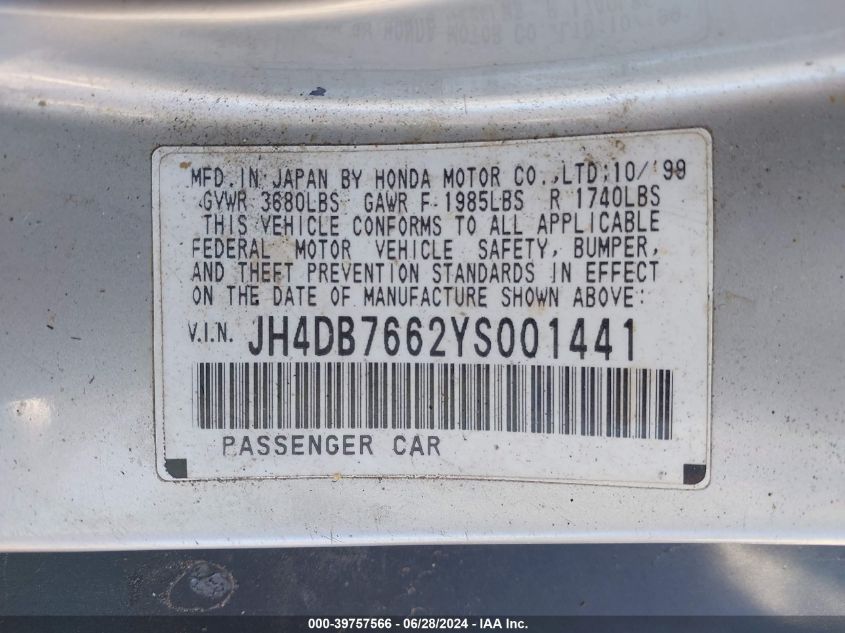 MFD. IN JAPAN BY HONDA MOTOR CO., LTD: 10/'99
GVWR 3680LBS GAWR F 1985LBS R 1740LBS
THIS VEHICLE CONFORMS TO ALL APPLICABLE
FEDERAL MOTOR VEHICLE SAFETY, BUMPER,
AND THEFT PREVENTION STANDARDS IN EFFECT
ON THE DATE OF MANUFACTURE SHOWN ABOVE:
V.I.N. JH4DB7662YS001441
PASSENGER CAR
000-39757566 - 06/28/2024 - IAA Inc.